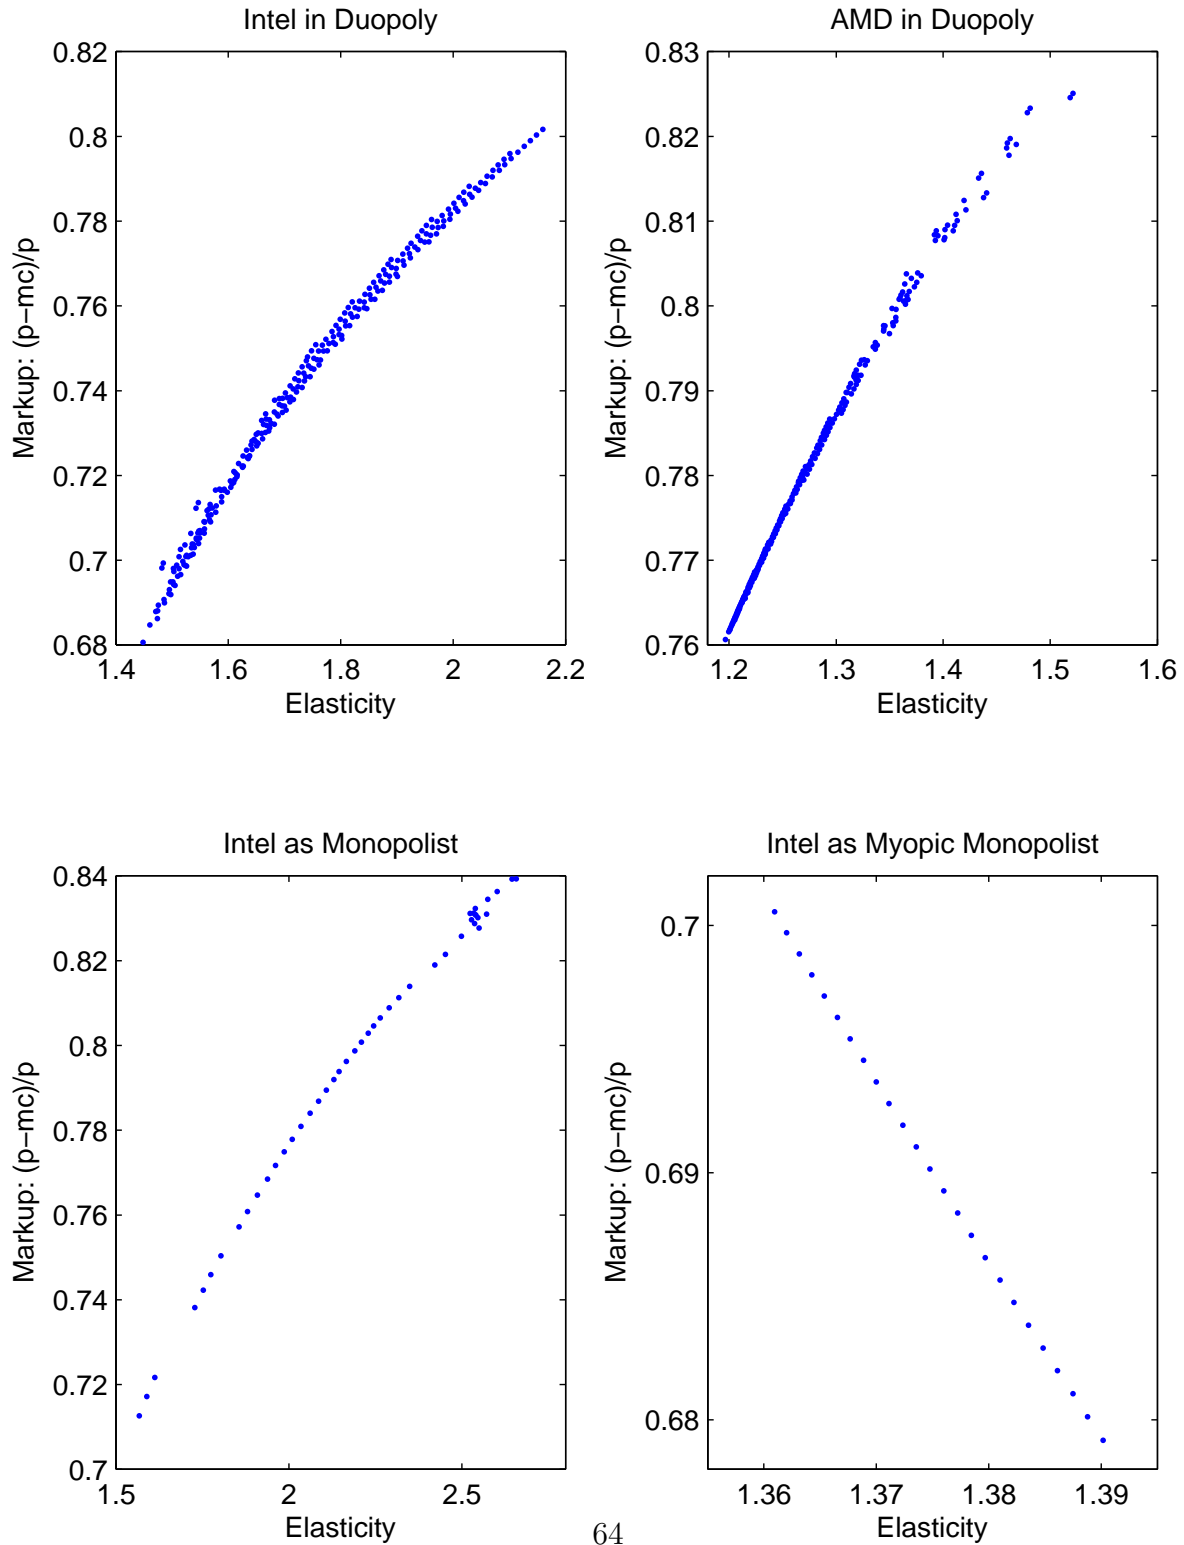 Intel in Duopoly
0.82
0.8
0.78
0.76
0.74
0.72
0.7
0.68
Markup: (p−mc)/p
1.4 1.6 1.8 2 2.2
Elasticity
AMD in Duopoly
0.83
0.82
0.81
0.8
0.79
0.78
0.77
0.76
Markup: (p−mc)/p
1.2 1.3 1.4 1.5 1.6
Elasticity
Intel as Monopolist
0.84
0.82
0.8
0.78
0.76
0.74
0.72
0.7
Markup: (p−mc)/p
1.5 2 2.5
Elasticity
Intel as Myopic Monopolist
0.7
0.69
0.68
Markup: (p−mc)/p
1.36 1.37 1.38 1.39
Elasticity
64